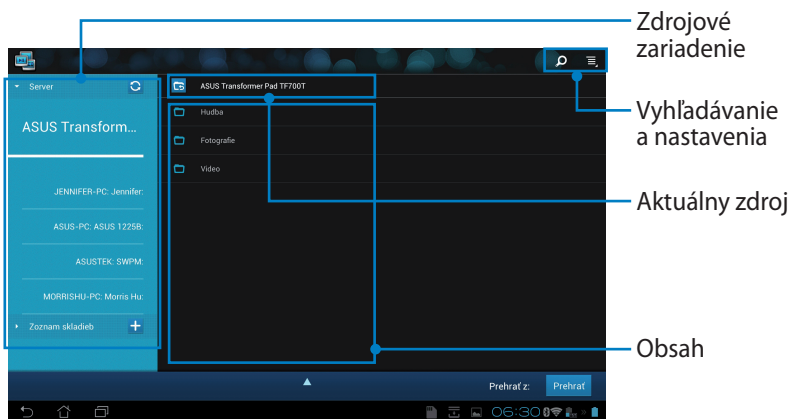 Zdrojové
zariadenie
Server
ASUS Transformer Pad TF700T
Hudba
ASUS Transform...
Fotografie
Video
Vyhľadávanie
a nastavenia
JENNIFER-PC: Jennifer:
Aktuálny zdroj
ASUS-PC: ASUS 1225B:
ASUSTEK: SWPM:
MORRISHU-PC: Morris Hu:
Zoznam skladieb
Obsah
Prehrať z:
Prehrať
06:30